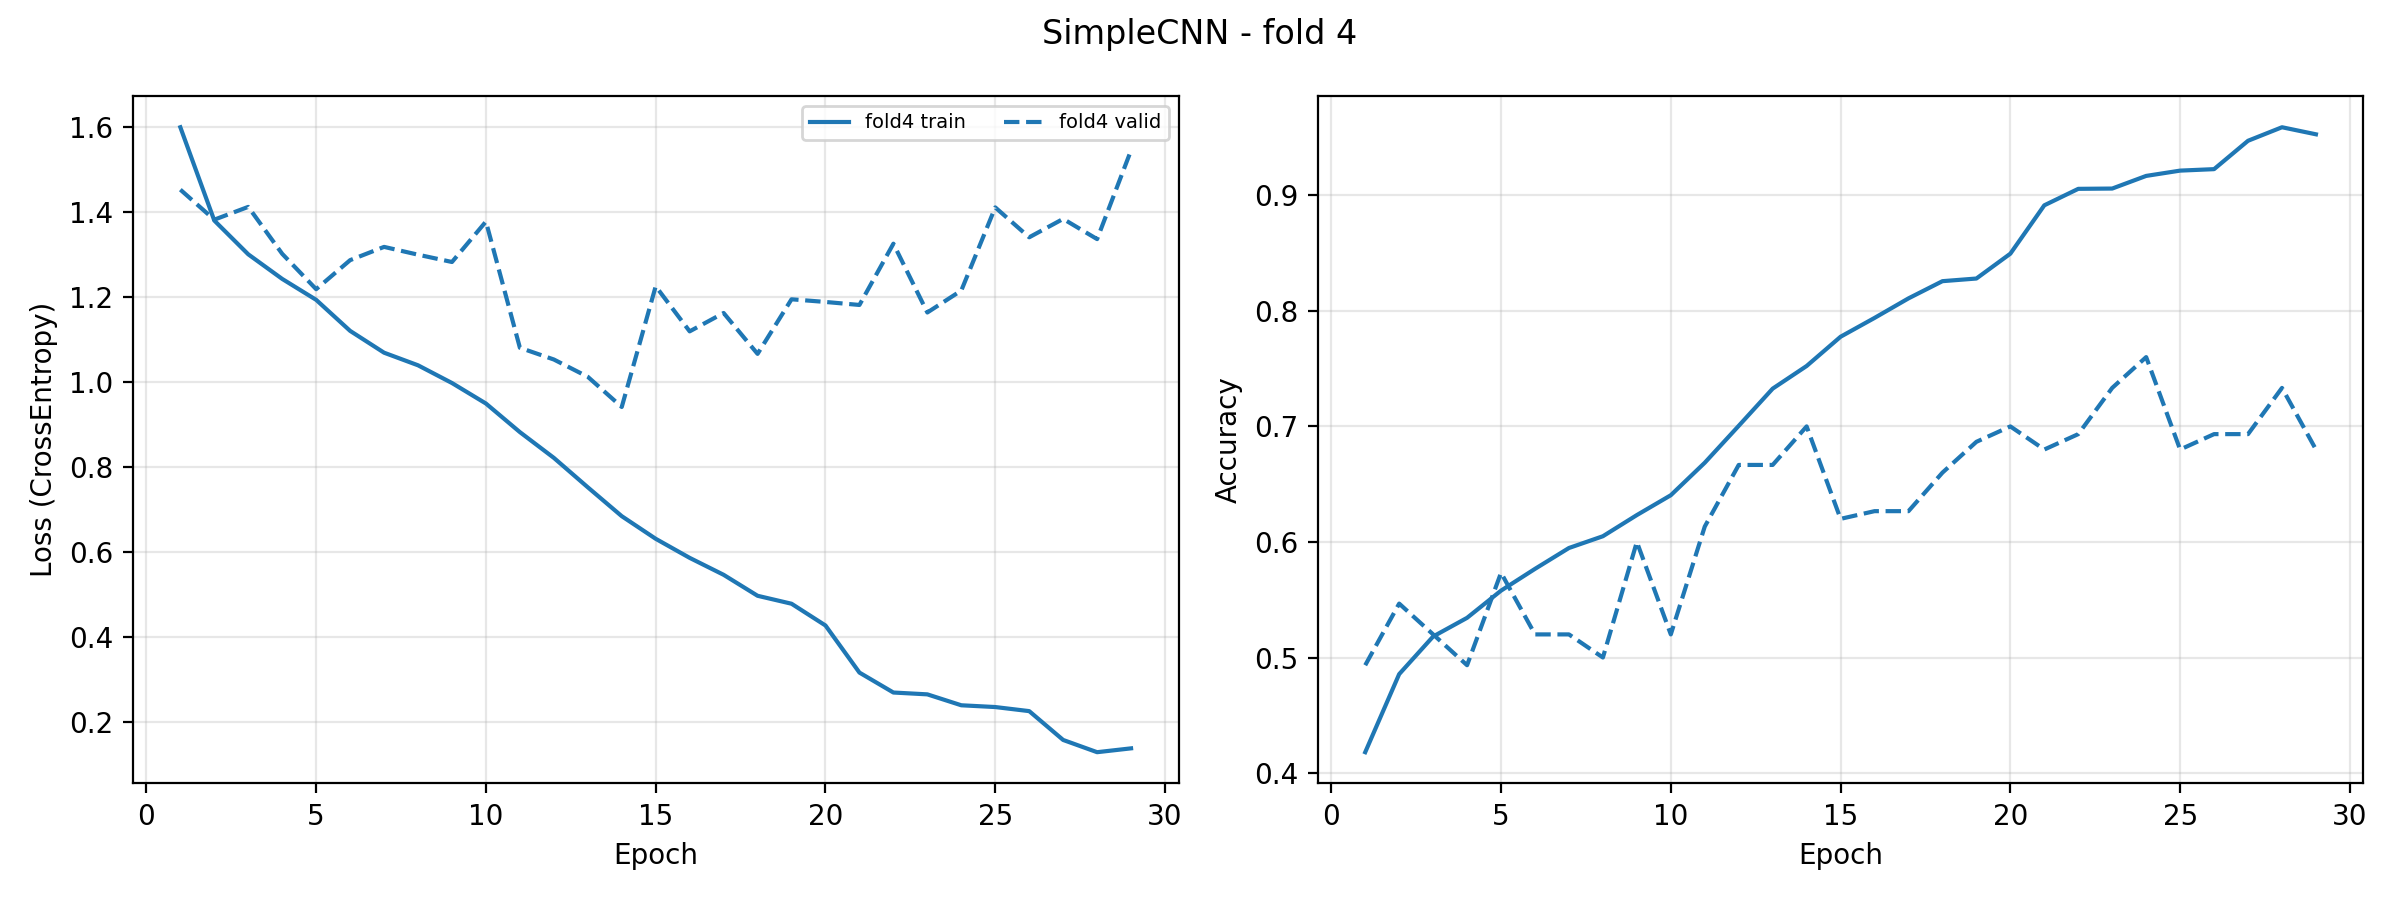 SimpleCNN - fold 4
fold4 train
fold4 valid
Loss (CrossEntropy)
1.6
1.4
1.2
1.0
0.8
0.6
0.4
0.2
0 5 10 15 20 25 30
Epoch
Accuracy
0.9
0.8
0.7
0.6
0.5
0.4
0 5 10 15 20 25 30
Epoch